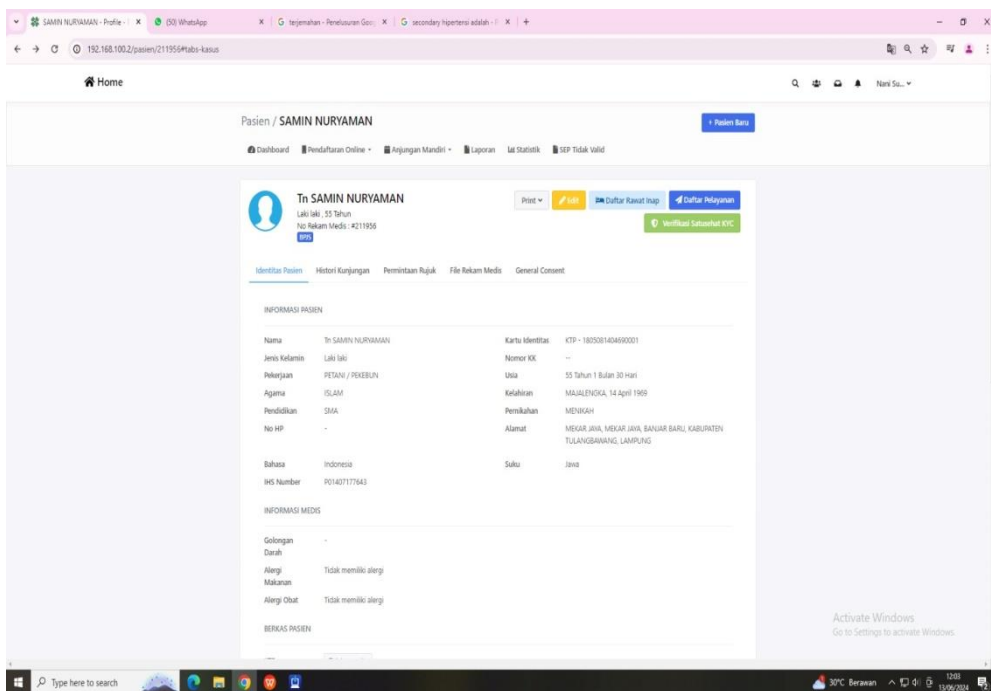 SAMIN NURYAMAN - Profile -
(50) WhatsApp
terjemahan - Penelusuran Goo
secondary hipertensi adalah - P
192.168.100.2/pasien/211956#tabs-kasus
Home
Nani Su...
Pasien / SAMIN NURYAMAN
+ Pasien Baru
Dashboard Pendaftaran Online Anjungan Mandiri Laporan Statistik SEP Tidak Valid
Tn SAMIN NURYAMAN
Laki laki , 55 Tahun
No Rekam Medis : #211956
BPJS
Print Edit Daftar Rawat Inap Daftar Pelayanan
Verifikasi Satusehat KYC
Identitas Pasien Histori Kunjungan Permintaan Rujuk File Rekam Medis General Consent
INFORMASI PASIEN
Nama Tn SAMIN NURYAMAN Kartu Identitas KTP - 1805081404690001
Jenis Kelamin Laki laki Nomor KK --
Pekerjaan PETANI / PEKEBUN Usia 55 Tahun 1 Bulan 30 Hari
Agama ISLAM Kelahiran MAJALENGKA, 14 April 1969
Pendidikan SMA Pernikahan MENIKAH
No HP - Alamat MEKAR JAYA, MEKAR JAYA, BANJAR BARU, KABUPATEN
TULANGBAWANG, LAMPUNG
Bahasa Indonesia Suku Jawa
IHS Number P01407177643
INFORMASI MEDIS
Golongan -
Darah
Alergi Tidak memiliki alergi
Makanan
Alergi Obat Tidak memiliki alergi
BERKAS PASIEN
Activate Windows
Go to Settings to activate Windows.
Type here to search
30°C Berawan
12:03
13/06/2024